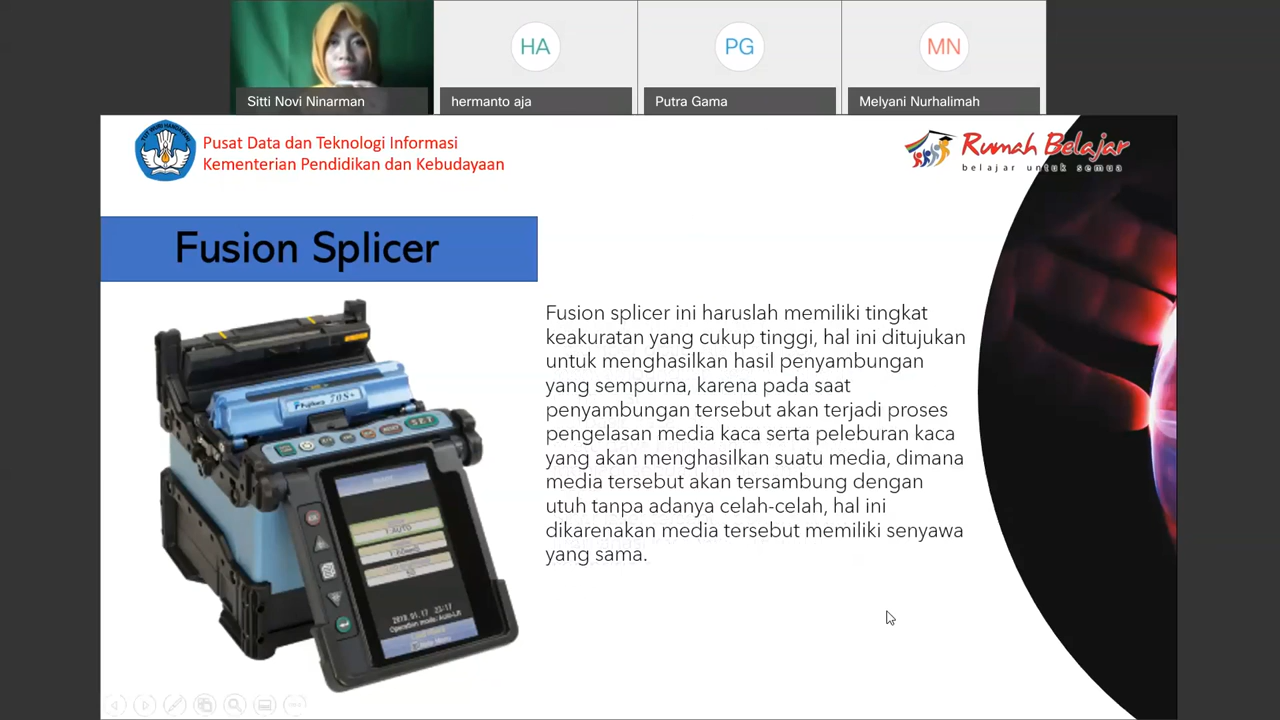 HA
PG
MN
Sitti Novi Ninarman
hermanto aja
Putra Gama
Melyani Nurhalimah
Pusat Data dan Teknologi Informasi
Kementerian Pendidikan dan Kebudayaan
Rumah Belajar
belajar untuk semua
Fusion Splicer
Fusion splicer ini haruslah memiliki tingkat
keakuratan yang cukup tinggi, hal ini ditujukan
untuk menghasilkan hasil penyambungan
yang sempurna, karena pada saat
penyambungan tersebut akan terjadi proses
pengelasan media kaca serta peleburan kaca
yang akan menghasilkan suatu media, dimana
media tersebut akan tersambung dengan
utuh tanpa adanya celah-celah, hal ini
dikarenakan media tersebut memiliki senyawa
yang sama.
Fujikura 70S+
SET
AUTO